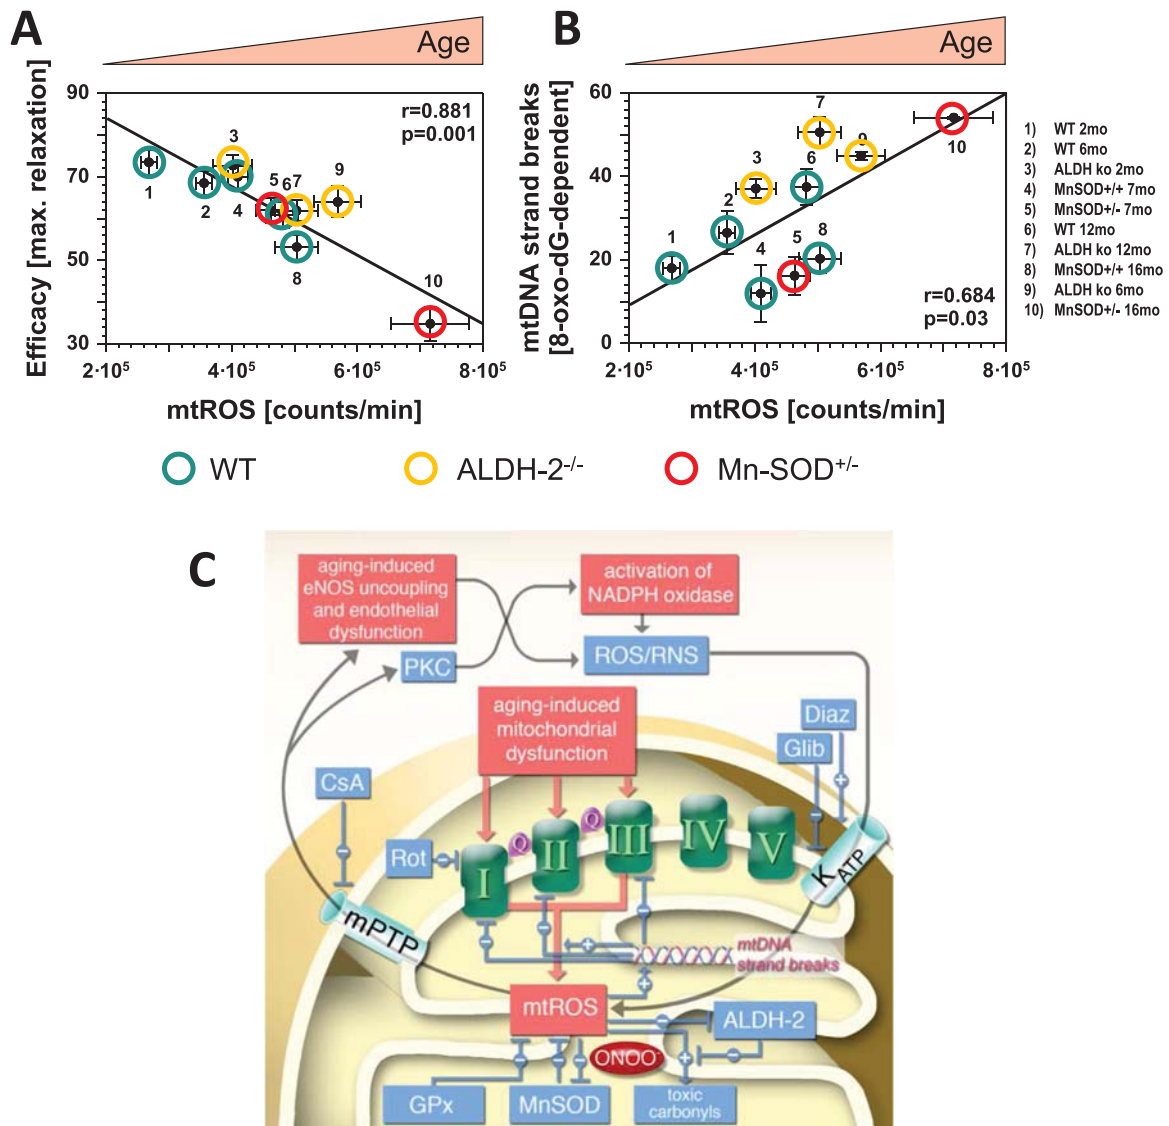 A
Age
Efficacy [max. relaxation]
90
70
50
30
r=0.881
p=0.001
1
2
3
4
5
6
7
8
9
10
2·10⁵
4·10⁵
6·10⁵
8·10⁵
mtROS [counts/min]
B
Age
mtDNA strand breaks
[8-oxo-dG-dependent]
60
40
20
0
1
2
3
4
5
6
7
8
9
10
r=0.684
p=0.03
2·10⁵
4·10⁵
6·10⁵
8·10⁵
mtROS [counts/min]
1) WT 2mo
2) WT 6mo
3) ALDH ko 2mo
4) MnSOD+/+ 7mo
5) MnSOD+/- 7mo
6) WT 12mo
7) ALDH ko 12mo
8) MnSOD+/+ 16mo
9) ALDH ko 6mo
10) MnSOD+/- 16mo
WT
ALDH-2⁻/⁻
Mn-SOD⁺/⁻
C
aging-induced
eNOS uncoupling
and endothelial
dysfunction
activation of
NADPH oxidase
PKC
ROS/RNS
aging-induced
mitochondrial
dysfunction
Diaz
Glib
CsA
Rot
Q
Q
I
II
III
IV
V
K ATP
mPTP
mtDNA
strand breaks
mtROS
ALDH-2
ONOO⁻
GPx
MnSOD
toxic
carbonyls